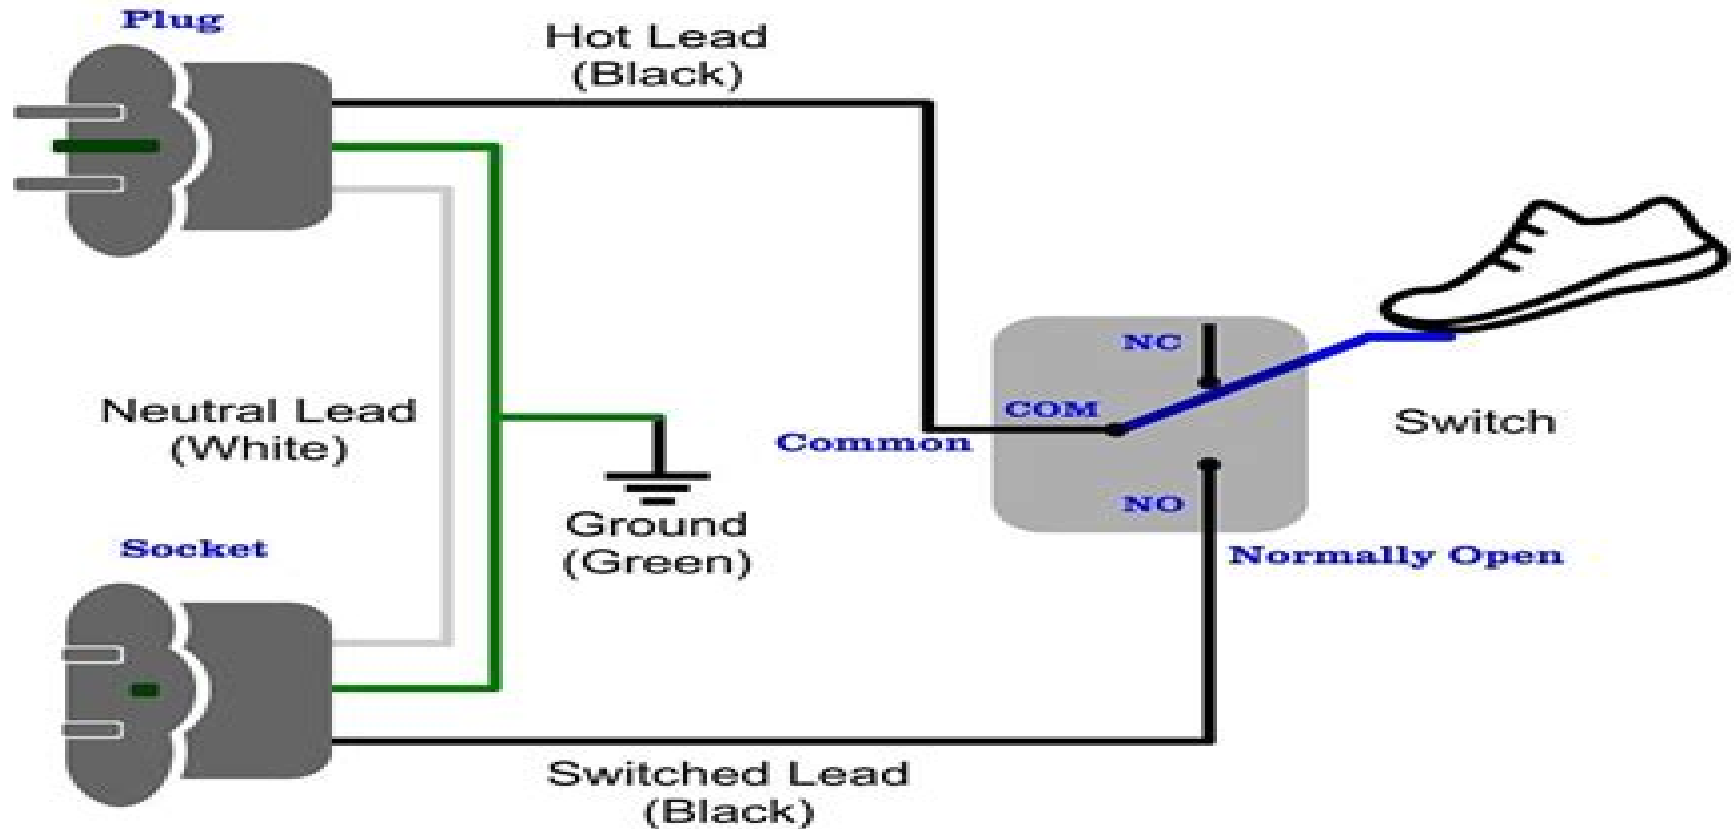 Plug
Hot Lead
(Black)
NC
COM
Common
Switch
Neutral Lead
(White)
NO
Ground
(Green)
Socket
Normally Open
Switched Lead
(Black)